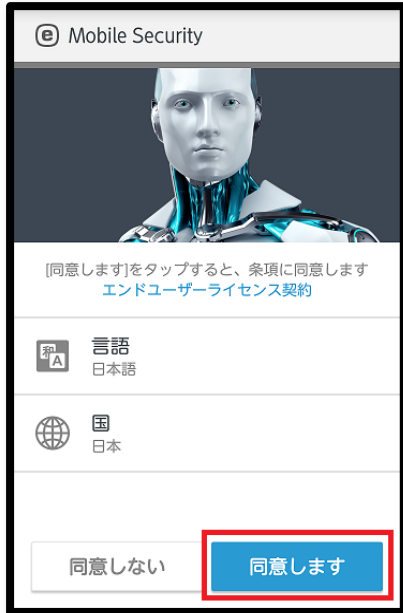 e Mobile Security
[同意します]をタップすると、条項に同意します
エンドユーザーライセンス契約
和A 言語
日本語
国
日本
同意しない 同意します